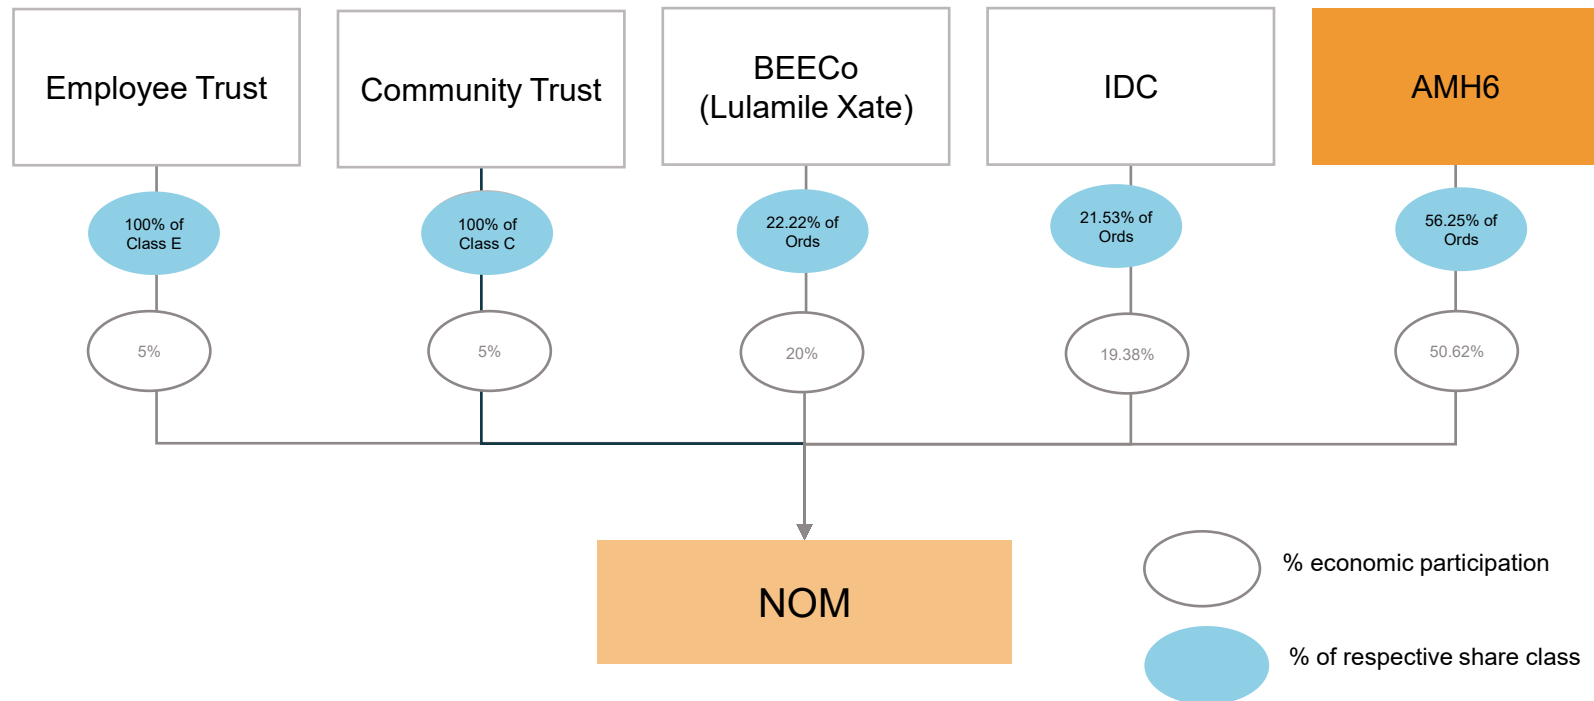 Employee Trust
Community Trust
BEECo
(Lulamile Xate)
IDC
AMH6
100% of
Class E
100% of
Class C
22.22% of
Ords
21.53% of
Ords
56.25% of
Ords
5%
5%
20%
19.38%
50.62%
NOM
% economic participation
% of respective share class